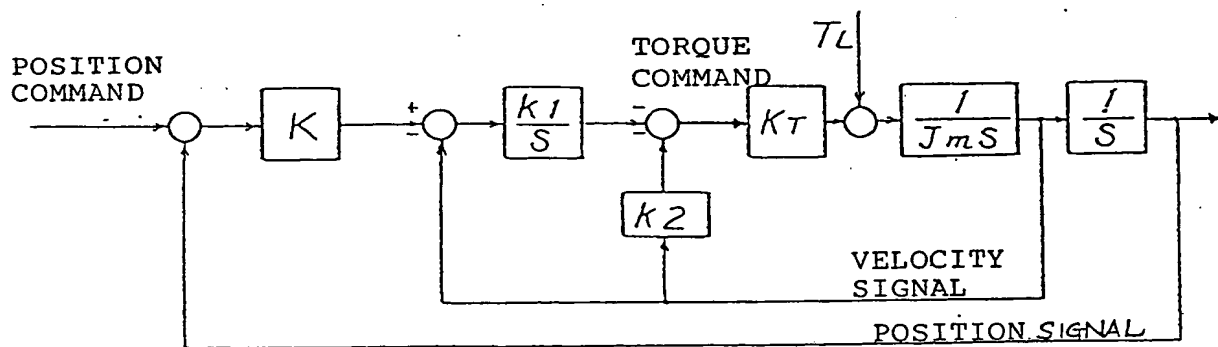 POSITION
COMMAND
K
+
−
k1
S
TORQUE
COMMAND
−
−
KT
TL
1
JmS
1
S
k2
VELOCITY
SIGNAL
POSITION SIGNAL